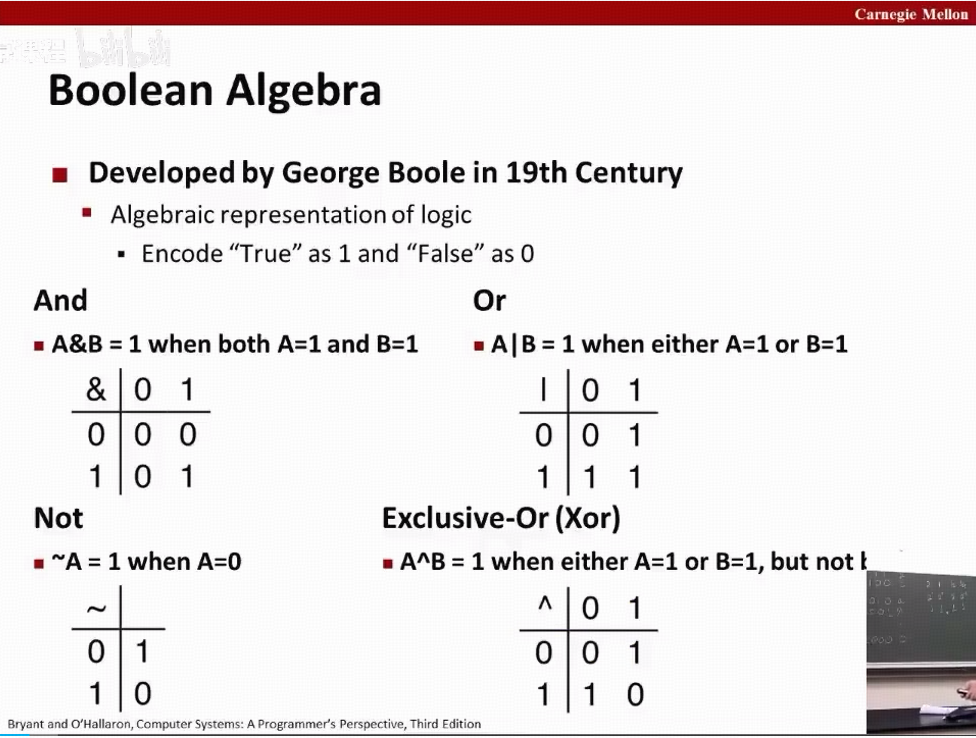 Carnegie Mellon
Boolean Algebra
■ Developed by George Boole in 19th Century
▪ Algebraic representation of logic
▪ Encode “True” as 1 and “False” as 0
And
■ A&B = 1 when both A=1 and B=1
& 0 1
0 0 0
1 0 1
Or
■ A|B = 1 when either A=1 or B=1
| 0 1
0 0 1
1 1 1
Not
■ ~A = 1 when A=0
~
0 1
1 0
Exclusive-Or (Xor)
■ A^B = 1 when either A=1 or B=1, but not
^ 0 1
0 0 1
1 1 0
Bryant and O’Hallaron, Computer Systems: A Programmer’s Perspective, Third Edition